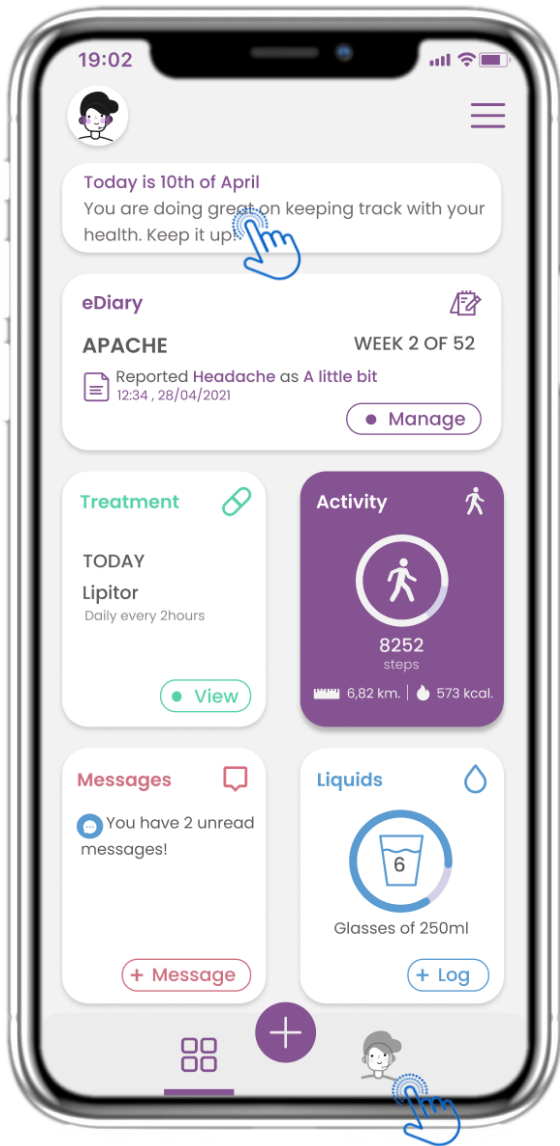 19:02
Today is 10th of April
You are doing great on keeping track with your
health. Keep it up!
eDiary
APACHE
WEEK 2 OF 52
Reported Headache as A little bit
12:34 , 28/04/2021
Manage
Treatment
TODAY
Lipitor
Daily every 2hours
View
Activity
8252
steps
6,82 km.
573 kcal.
Messages
You have 2 unread
messages!
+ Message
Liquids
6
Glasses of 250ml
+ Log